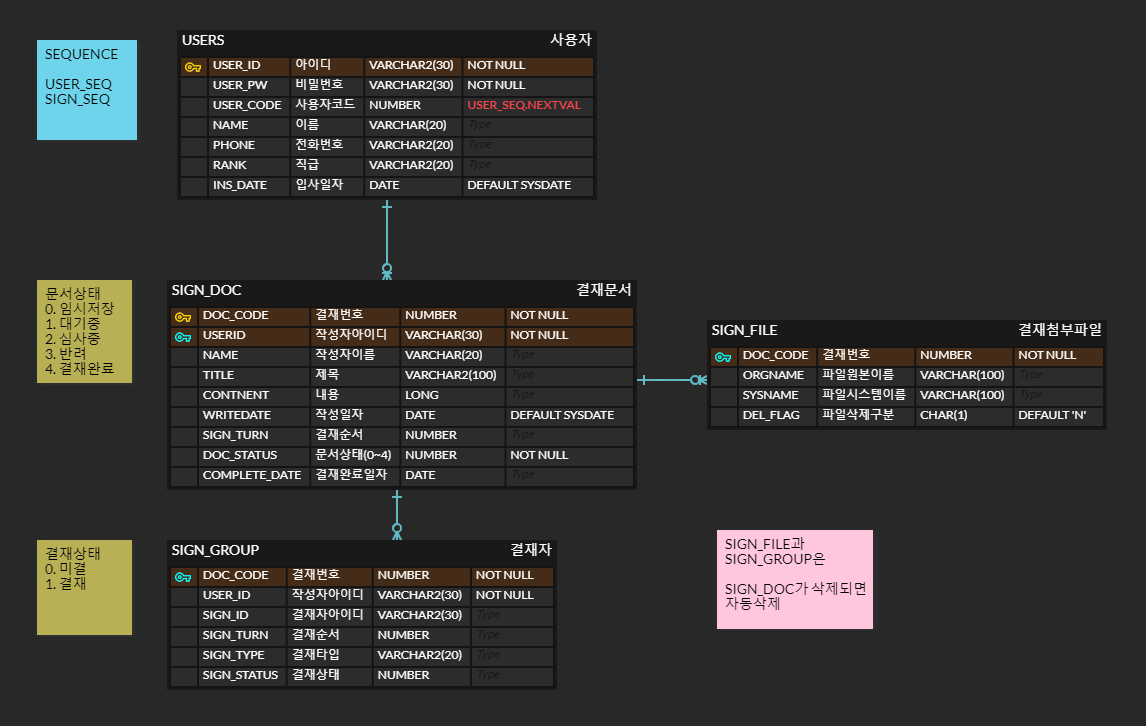 SEQUENCE
USER_SEQ
SIGN_SEQ
USERS 사용자
USER_ID 아이디 VARCHAR2(30) NOT NULL
USER_PW 비밀번호 VARCHAR2(30) NOT NULL
USER_CODE 사용자코드 NUMBER USER_SEQ.NEXTVAL
NAME 이름 VARCHAR(20) Type
PHONE 전화번호 VARCHAR2(20) Type
RANK 직급 VARCHAR2(20) Type
INS_DATE 입사일자 DATE DEFAULT SYSDATE
문서상태
0. 임시저장
1. 대기중
2. 심사중
3. 반려
4. 결재완료
SIGN_DOC 결재문서
DOC_CODE 결재번호 NUMBER NOT NULL
USERID 작성자아이디 VARCHAR(30) NOT NULL
NAME 작성자이름 VARCHAR(20) Type
TITLE 제목 VARCHAR2(100) Type
CONTNENT 내용 LONG Type
WRITEDATE 작성일자 DATE DEFAULT SYSDATE
SIGN_TURN 결재순서 NUMBER Type
DOC_STATUS 문서상태(0~4) NUMBER NOT NULL
COMPLETE_DATE 결재완료일자 DATE Type
SIGN_FILE 결재첨부파일
DOC_CODE 결재번호 NUMBER NOT NULL
ORGNAME 파일원본이름 VARCHAR(100) Type
SYSNAME 파일시스템이름 VARCHAR(100) Type
DEL_FLAG 파일삭제구분 CHAR(1) DEFAULT 'N'
결재상태
0. 미결
1. 결재
SIGN_GROUP 결재자
DOC_CODE 결재번호 NUMBER NOT NULL
USER_ID 작성자아이디 VARCHAR2(30) NOT NULL
SIGN_ID 결재자아이디 VARCHAR2(30) Type
SIGN_TURN 결재순서 NUMBER Type
SIGN_TYPE 결재타입 VARCHAR2(20) Type
SIGN_STATUS 결재상태 NUMBER Type
SIGN_FILE과
SIGN_GROUP은
SIGN_DOC가 삭제되면
자동삭제